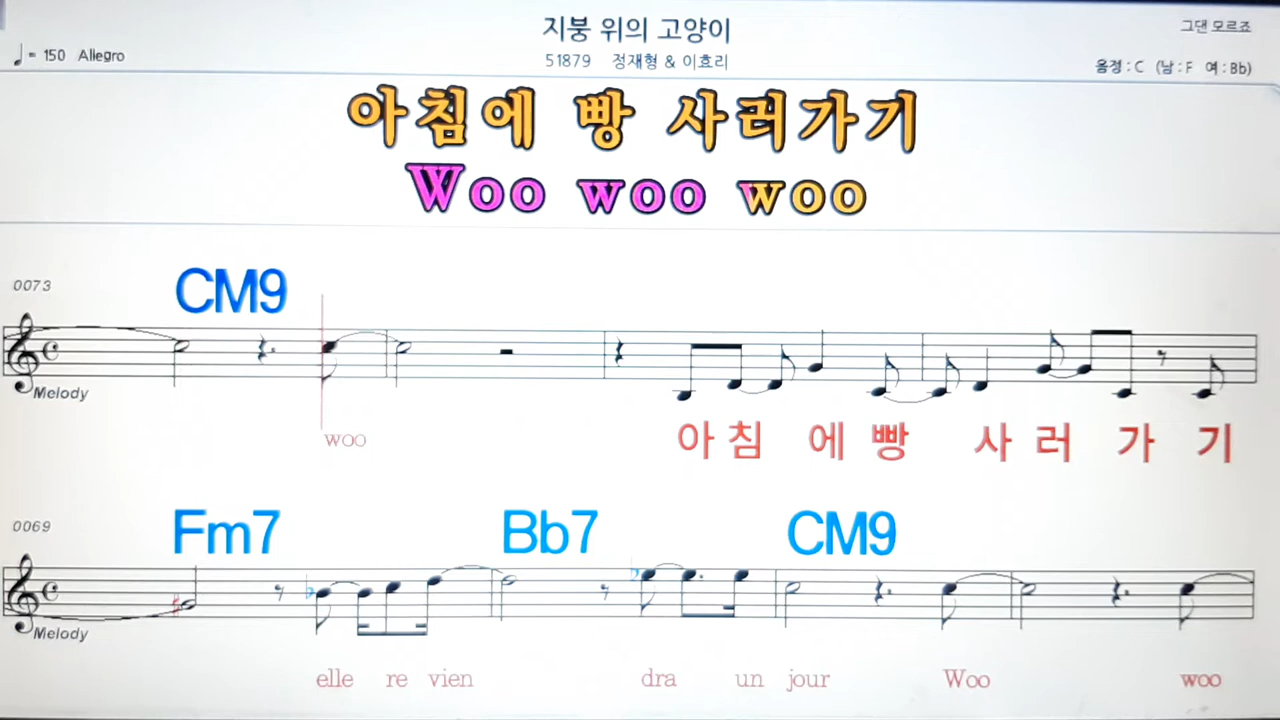 지붕 위의 고양이
그댄 모르죠
♩= 150 Allegro
51879 정재형 & 이효리
음정 : C (남 : F 여 : Bb)
아침에 빵 사러가기
Woo woo woo
0073
CM9
Melody
woo
아 침 에 빵 사 러 가 기
0069
Fm7 Bb7 CM9
Melody
elle re vien dra un jour Woo woo